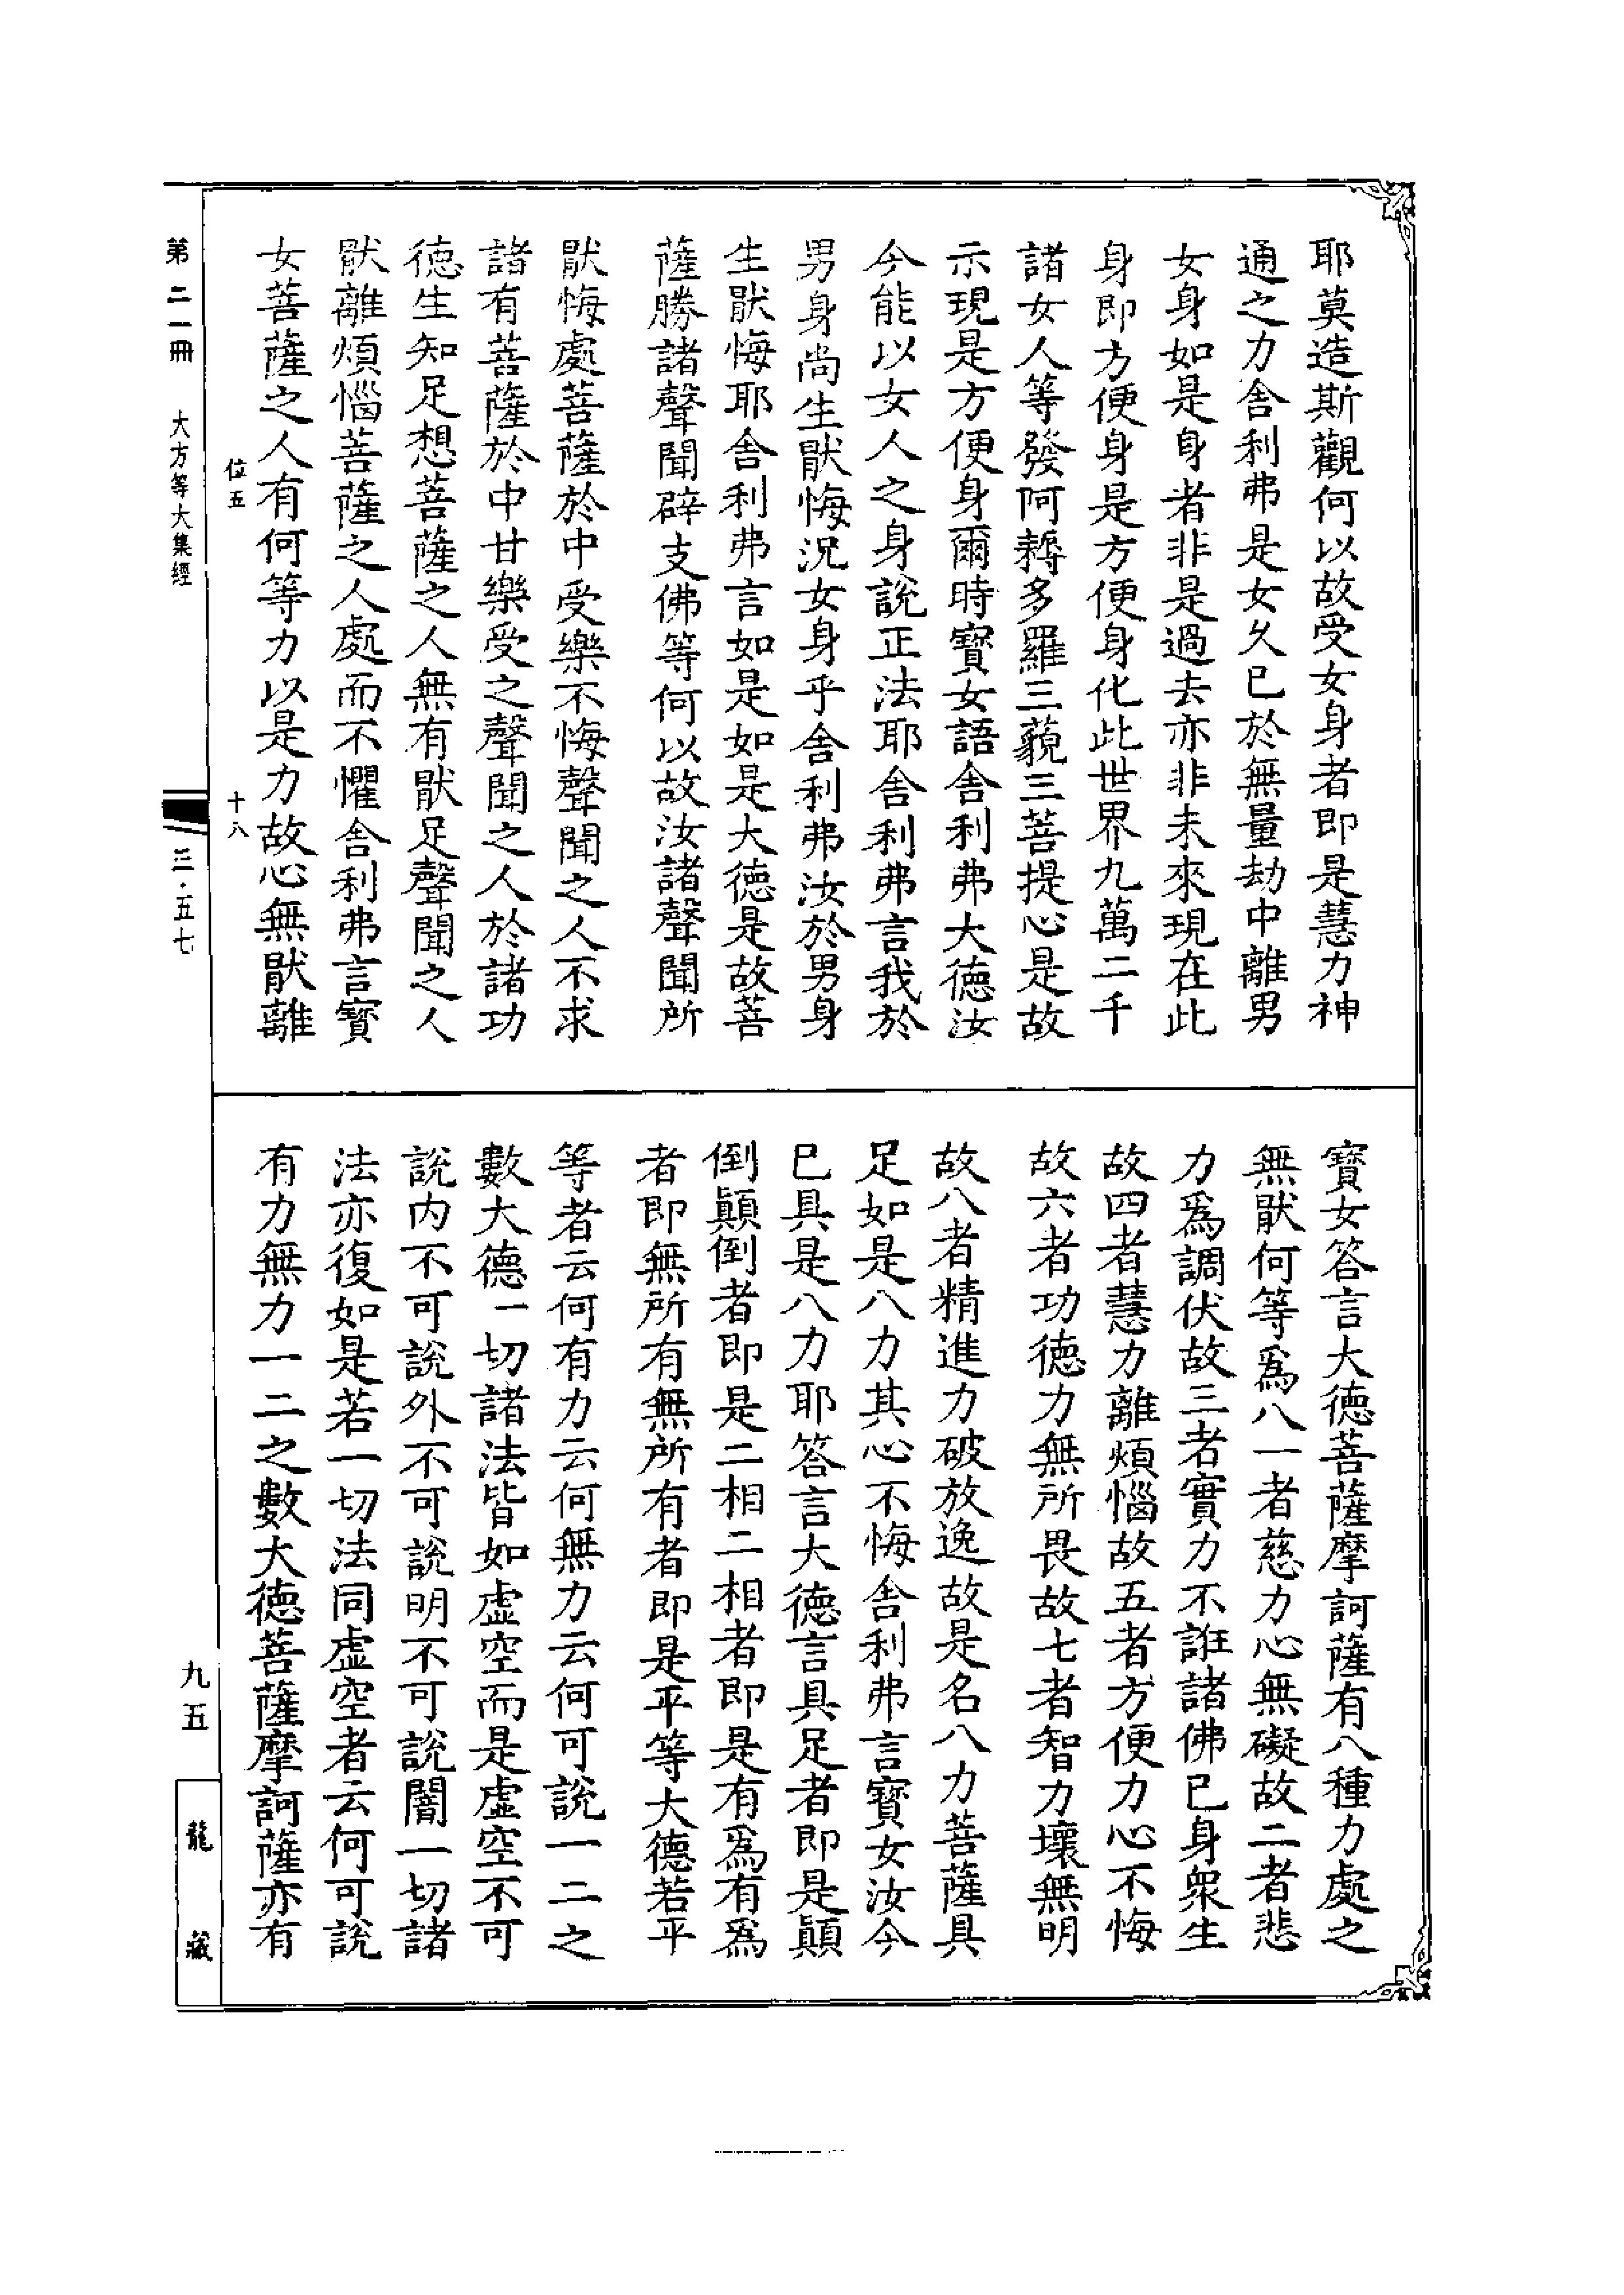 耶莫造斯觀何以故受女身者即是慧力神
通之力舍利弗是女久已於無量劫中離男
女身如是身者非是過去亦非未來現在此
身即方便身是方便身化此世界九萬二千
諸女人等發阿耨多羅三藐三菩提心是故
示現是方便身爾時寶女語舍利弗大德汝
今能以女人之身說正法耶舍利弗言我於
男身尚生猒悔況女身乎舍利弗汝於男身
生猒悔耶舍利弗言如是如是大德是故菩
薩勝諸聲聞辟支佛等何以故汝諸聲聞所
猒悔處菩薩於中受樂不悔聲聞之人不求
諸有菩薩於中甘樂受之聲聞之人於諸功
德生知足想菩薩之人無有猒足聲聞之人
猒離煩惱菩薩之人處而不懼舍利弗言寶
女菩薩之人有何等力以是力故心無猒離
寶女答言大德菩薩摩訶薩有八種力處之
無猒何等爲八一者慈力心無礙故二者悲
力爲調伏故三者實力不誑諸佛已身衆生
故四者慧力離煩惱故五者方便力心不悔
故六者功德力無所畏故七者智力壞無明
故八者精進力破放逸故是名八力菩薩具
足如是八力其心不悔舍利弗言寶女汝今
已具是八力耶答言大德言具足者即是顛
倒顛倒者即是二相二相者即是有爲有爲
者即無所有無所有者即是平等大德若平
等者云何有力云何無力云何可說一二之
數大德一切諸法皆如虛空而是虛空不可
說內不可說外不可說明不可說闇一切諸
法亦復如是若一切法同虛空者云何可說
有力無力一二之數大德菩薩摩訶薩亦有
位五
十八
第二一冊
大方等大集經
三·五七
九五
龍藏